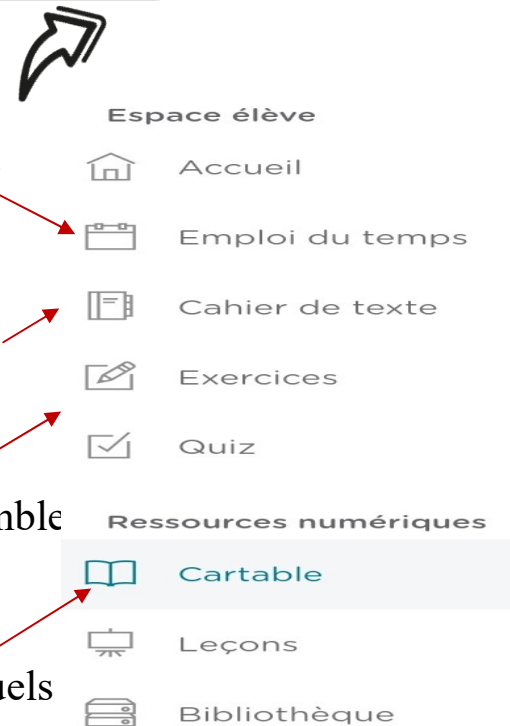 Espace élève
Accueil
Emploi du temps
Cahier de texte
Exercices
Quiz
Ressources numériques
Cartable
Leçons
Bibliothèque